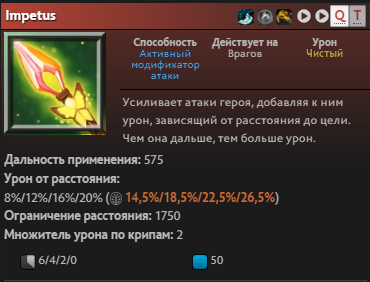 Impetus
Q T
Способность Действует на Урон
Активный Врагов Чистый
модификатор
атаки
Усиливает атаки героя, добавляя к ним
урон, зависящий от расстояния до цели.
Чем она дальше, тем больше урон.
Дальность применения: 575
Урон от расстояния:
8%/12%/16%/20% ( 14,5%/18,5%/22,5%/26,5%)
Ограничение расстояния: 1750
Множитель урона по крипам: 2
6/4/2/0 50